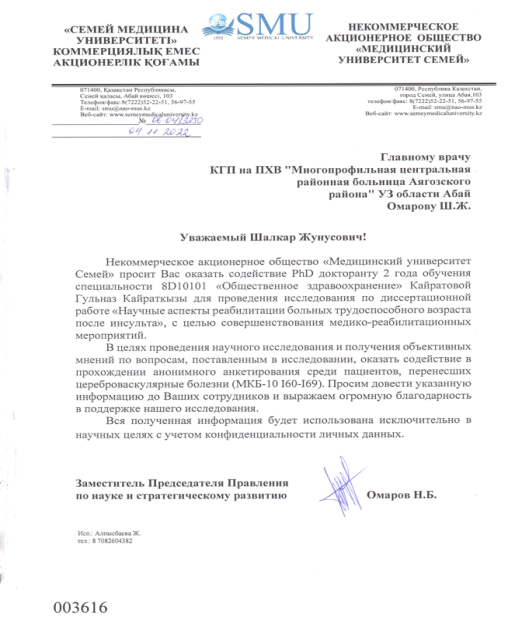 «СЕМЕЙ МЕДИЦИНА
УНИВЕРСИТЕТІ»
КОММЕРЦИЯЛЫҚ ЕМЕС
АКЦИОНЕРЛІК ҚОҒАМЫ
SMU
SEMEY MEDICAL UNIVERSITY
НЕКОММЕРЧЕСКОЕ
АКЦИОНЕРНОЕ ОБЩЕСТВО
«МЕДИЦИНСКИЙ
УНИВЕРСИТЕТ СЕМЕЙ»
071400, Қазақстан Республикасы,
Семей қаласы, Абай көшесі, 103
Телефон/факс: 8(7222)52-22-51, 56-97-55
E-mail: smu@nao-mus.kz
Веб-сайт: www.semeymedicaluniversity.kz
071400, Республика Казахстан,
город Семей, улица Абая,103
телефон/факс: 8(7222)52-22-51, 56-97-55
E-mail: smu@nao-mus.kz
Веб-сайт: www.semeymedicaluniversity.kz
№
04 11 2022
Главному врачу
КГП на ПХВ "Многопрофильная центральная
районная больница Аягозского
района" УЗ области Абай
Омарову Ш.Ж.
Уважаемый Шалкар Жунусович!
Некоммерческое акционерное общество «Медицинский университет
Семей» просит Вас оказать содействие PhD докторанту 2 года обучения
специальности 8D10101 «Общественное здравоохранение» Кайратовой
Гульназ Кайраткызы для проведения исследования по диссертационной
работе «Научные аспекты реабилитации больных трудоспособного возраста
после инсульта», с целью совершенствования медико-реабилитационных
мероприятий.
В целях проведения научного исследования и получения объективных
мнений по вопросам, поставленным в исследовании, оказать содействие в
прохождении анонимного анкетирования среди пациентов, перенесших
цереброваскулярные болезни (МКБ-10 I60-I69). Просим довести указанную
информацию до Ваших сотрудников и выражаем огромную благодарность
в поддержке нашего исследования.
Вся полученная информация будет использована исключительно в
научных целях с учетом конфиденциальности личных данных.
Заместитель Председателя Правления
по науке и стратегическому развитию
Омаров Н.Б.
Исп.: Алпысбаева Ж.
тел.: 8 7082604382
003616